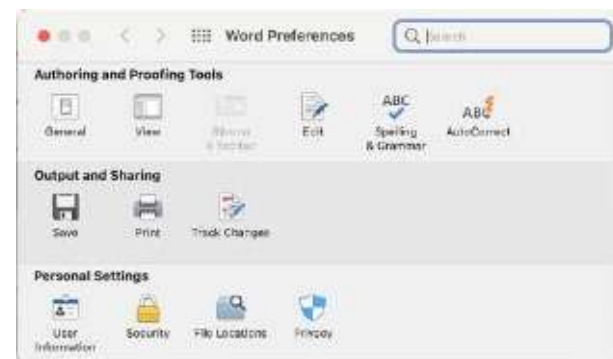 Word Preferences
Search
Authoring and Proofing Tools
ABC
ABC
General
View
Edit
Spelling
& Grammar
AutoCorrect
Output and Sharing
Save
Print
Track Changes
Personal Settings
User
Information
Security
File Locations
Privacy